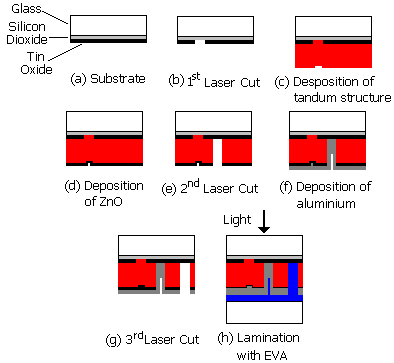 Glass
Silicon
Dioxide
Tin
Oxide
(a) Substrate
(b) 1st Laser Cut
(c) Desposition of
tandum structure
(d) Deposition
of ZnO
(e) 2nd Laser Cut
(f) Deposition of
aluminium
Light
(g) 3rdLaser Cut
(h) Lamination
with EVA